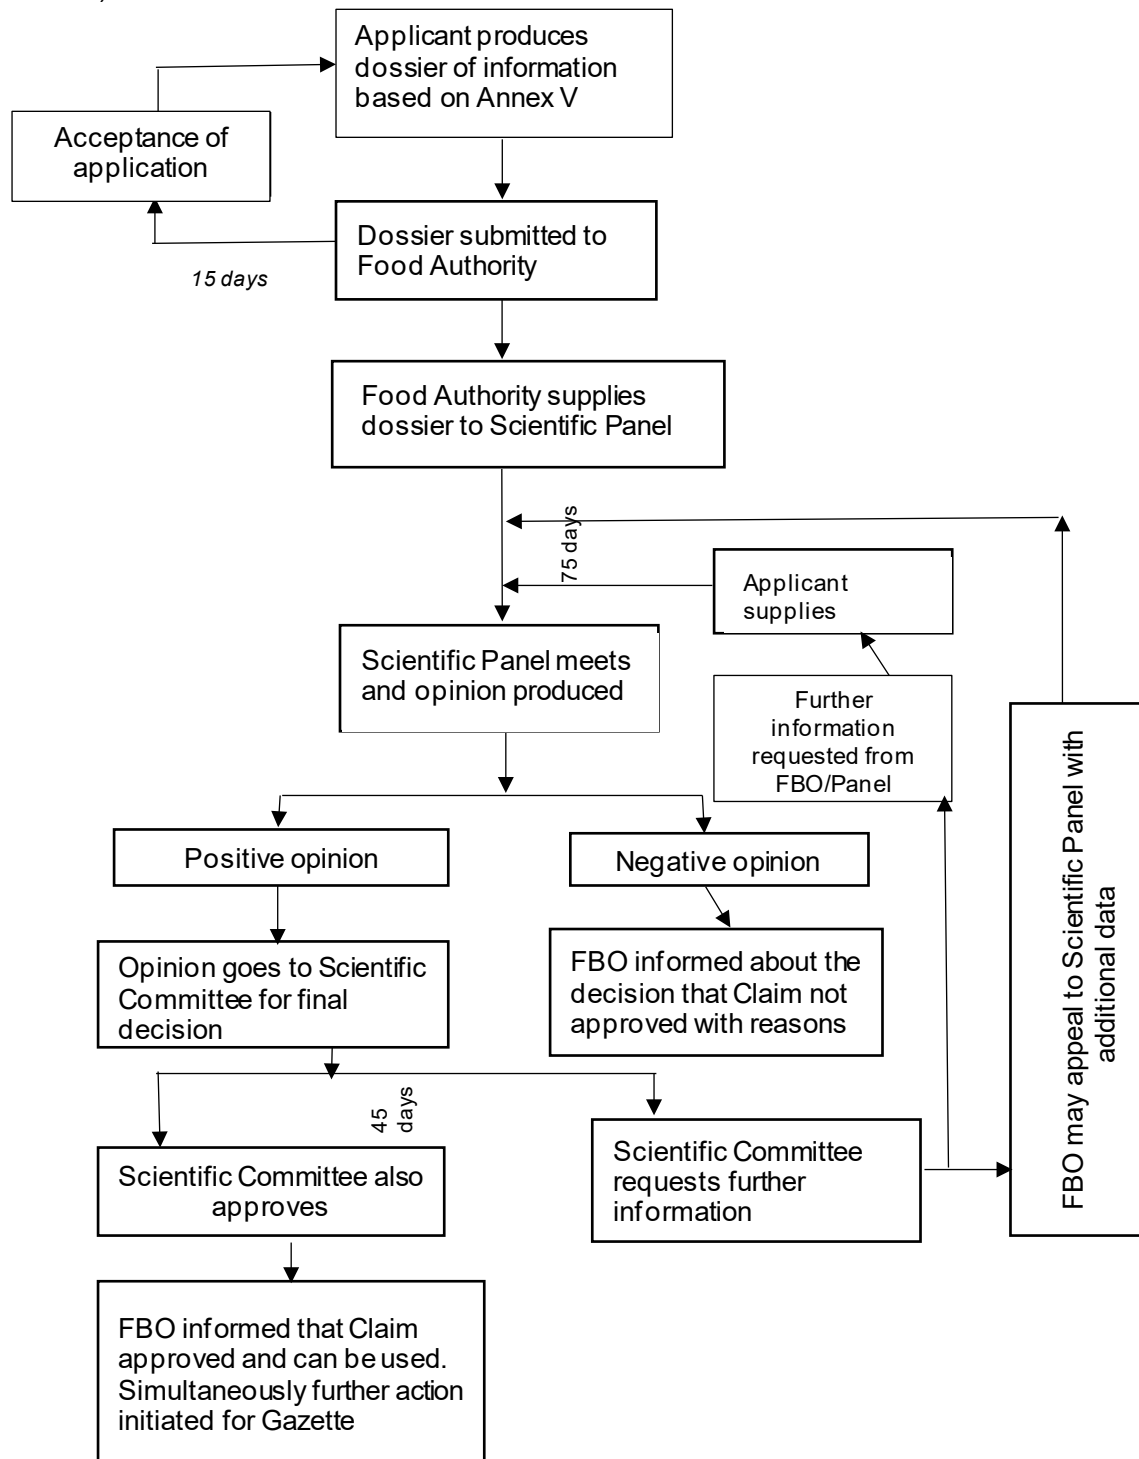 Applicant produces
dossier of information
based on Annex V
Acceptance of
application
Dossier submitted to
Food Authority
15 days
Food Authority supplies
dossier to Scientific Panel
75 days
Applicant
supplies
Scientific Panel meets
and opinion produced
Further
information
requested from
FBO/Panel
FBO may appeal to Scientific Panel with
additional data
Positive opinion
Negative opinion
Opinion goes to Scientific
Committee for final
decision
FBO informed about the
decision that Claim not
approved with reasons
45
days
Scientific Committee also
approves
Scientific Committee
requests further
information
FBO informed that Claim
approved and can be used.
Simultaneously further action
initiated for Gazette